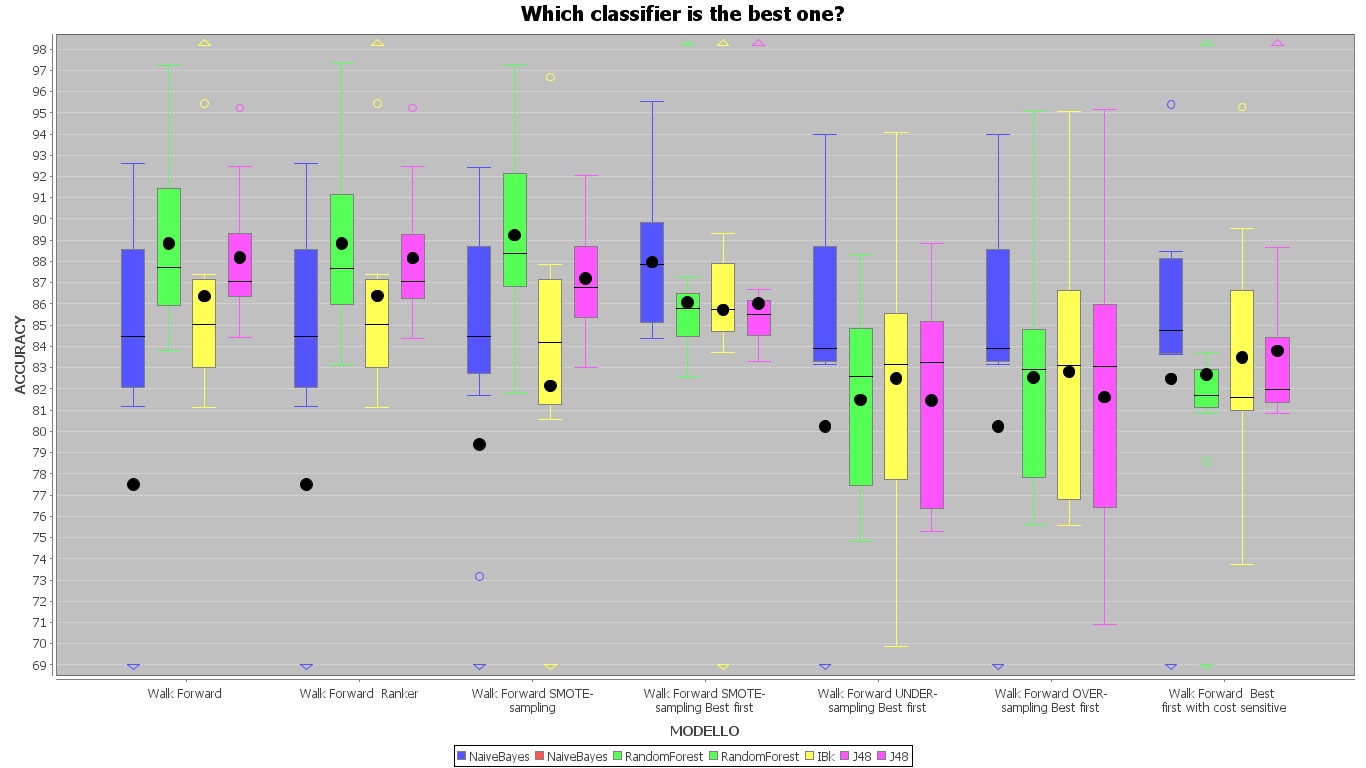 Which classifier is the best one?
ACCURACY
98
97
96
95
94
93
92
91
90
89
88
87
86
85
84
83
82
81
80
79
78
77
76
75
74
73
72
71
70
69
Walk Forward
Walk Forward Ranker
Walk Forward SMOTE-
sampling
Walk Forward SMOTE-
sampling Best first
Walk Forward UNDER-
sampling Best first
Walk Forward OVER-
sampling Best first
Walk Forward Best
first with cost sensitive
MODELLO
NaiveBayes NaiveBayes RandomForest RandomForest IBk J48 J48